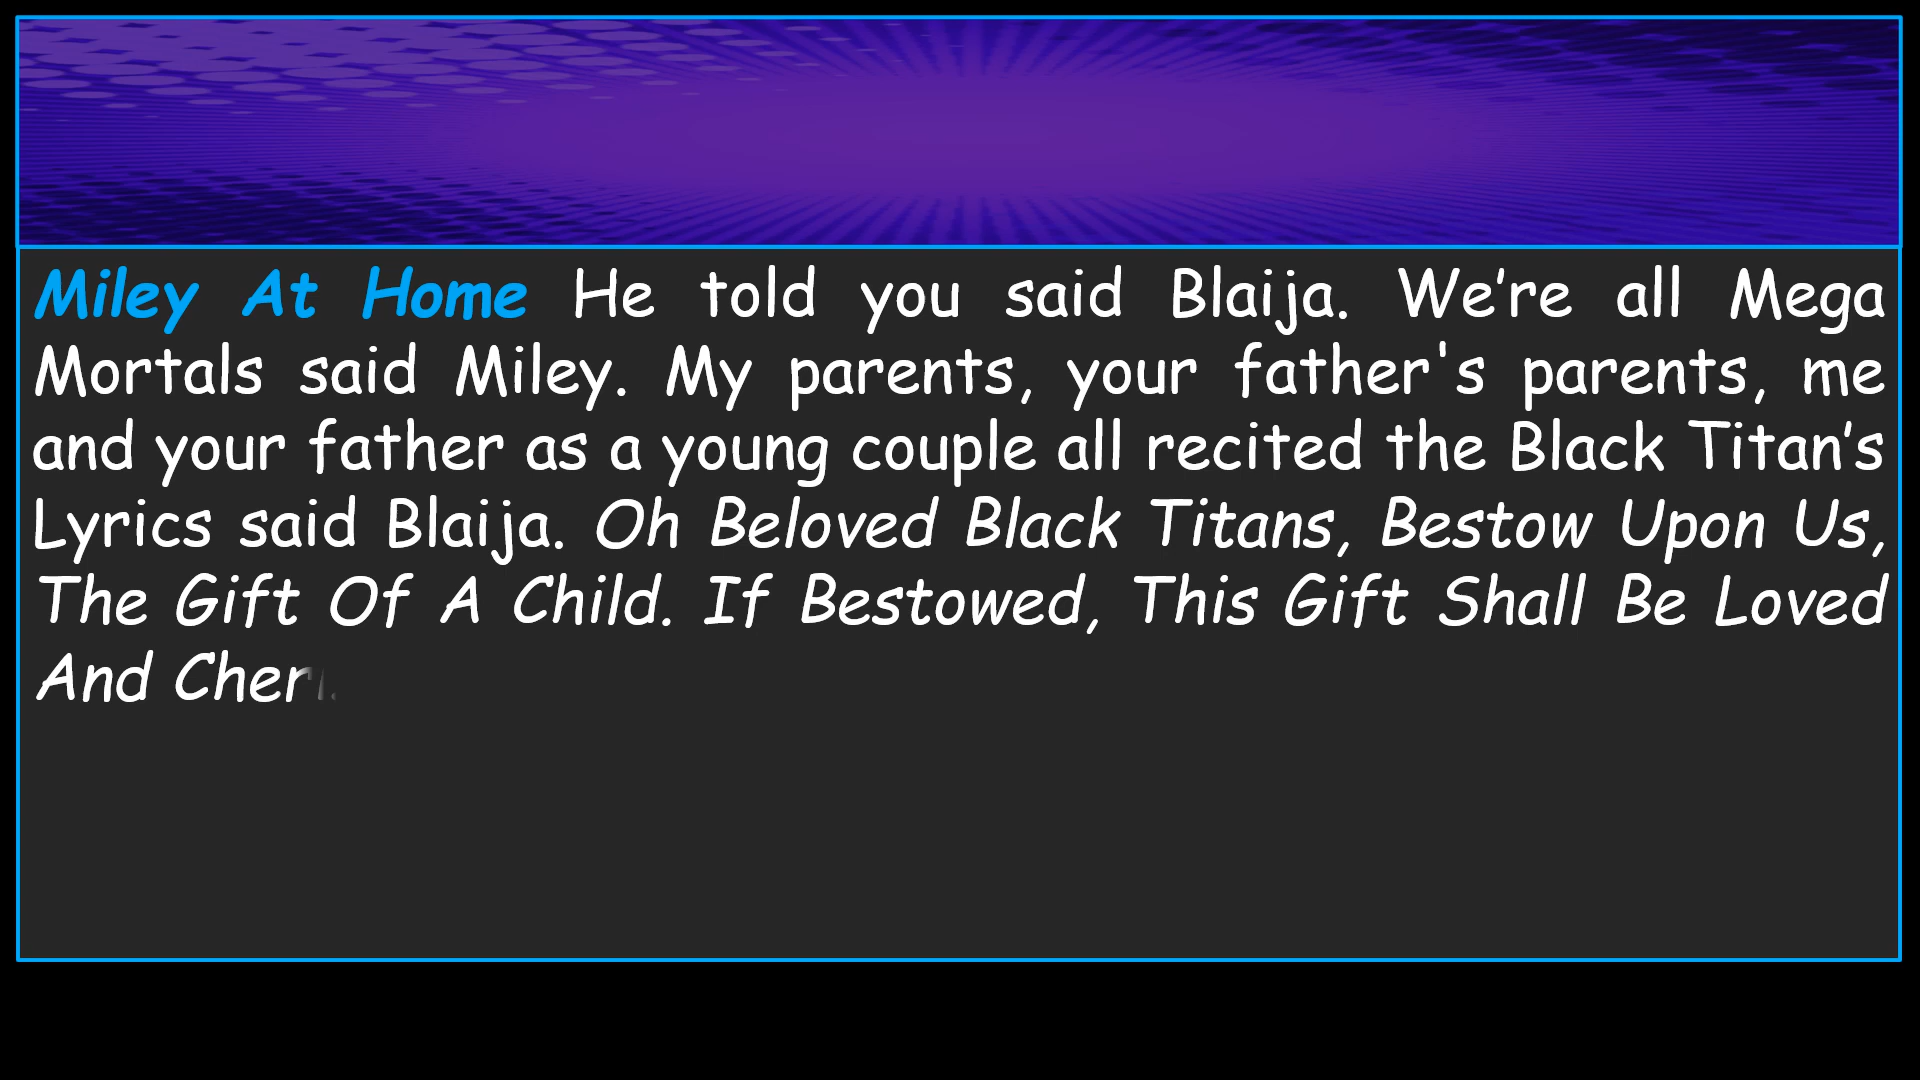 Miley At Home He told you said Blaija. We’re all Mega
Mortals said Miley. My parents, your father's parents, me
and your father as a young couple all recited the Black Titan’s
Lyrics said Blaija. Oh Beloved Black Titans, Bestow Upon Us,
The Gift Of A Child. If Bestowed, This Gift Shall Be Loved
And